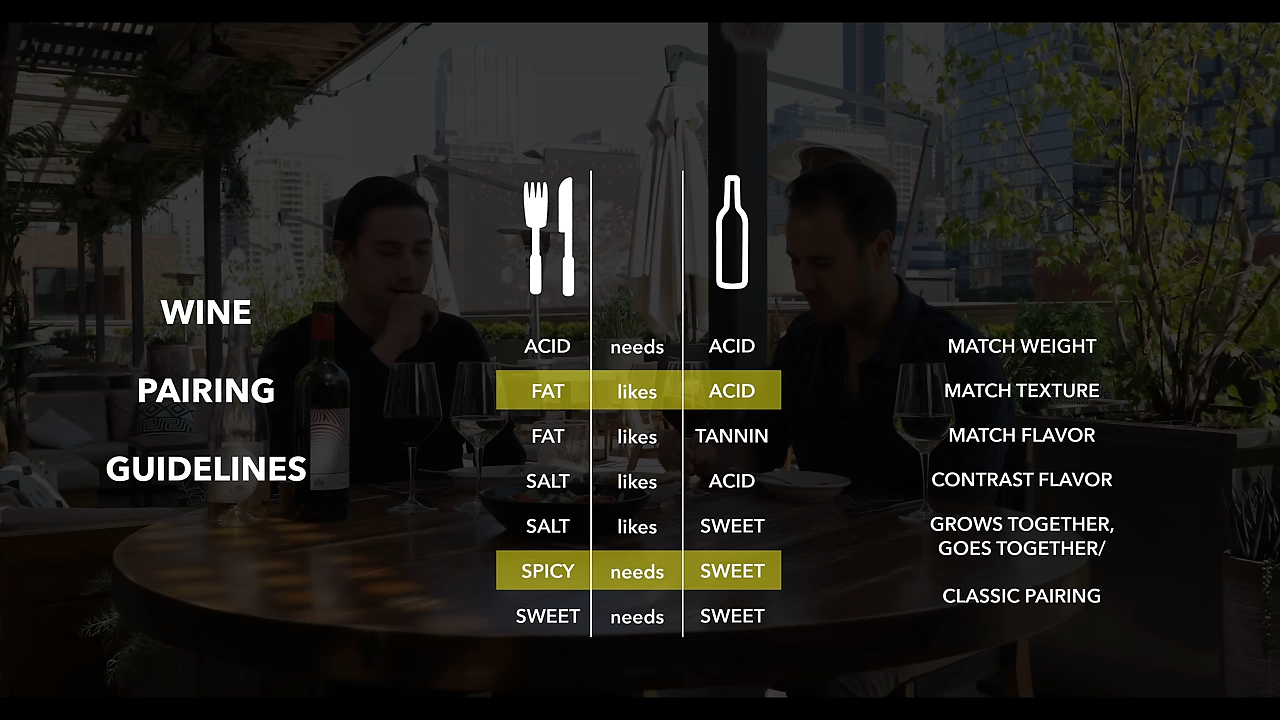 WINE
PAIRING
GUIDELINES
ACID needs ACID
FAT likes ACID
FAT likes TANNIN
SALT likes ACID
SALT likes SWEET
SPICY needs SWEET
SWEET needs SWEET
MATCH WEIGHT
MATCH TEXTURE
MATCH FLAVOR
CONTRAST FLAVOR
GROWS TOGETHER,
GOES TOGETHER/
CLASSIC PAIRING